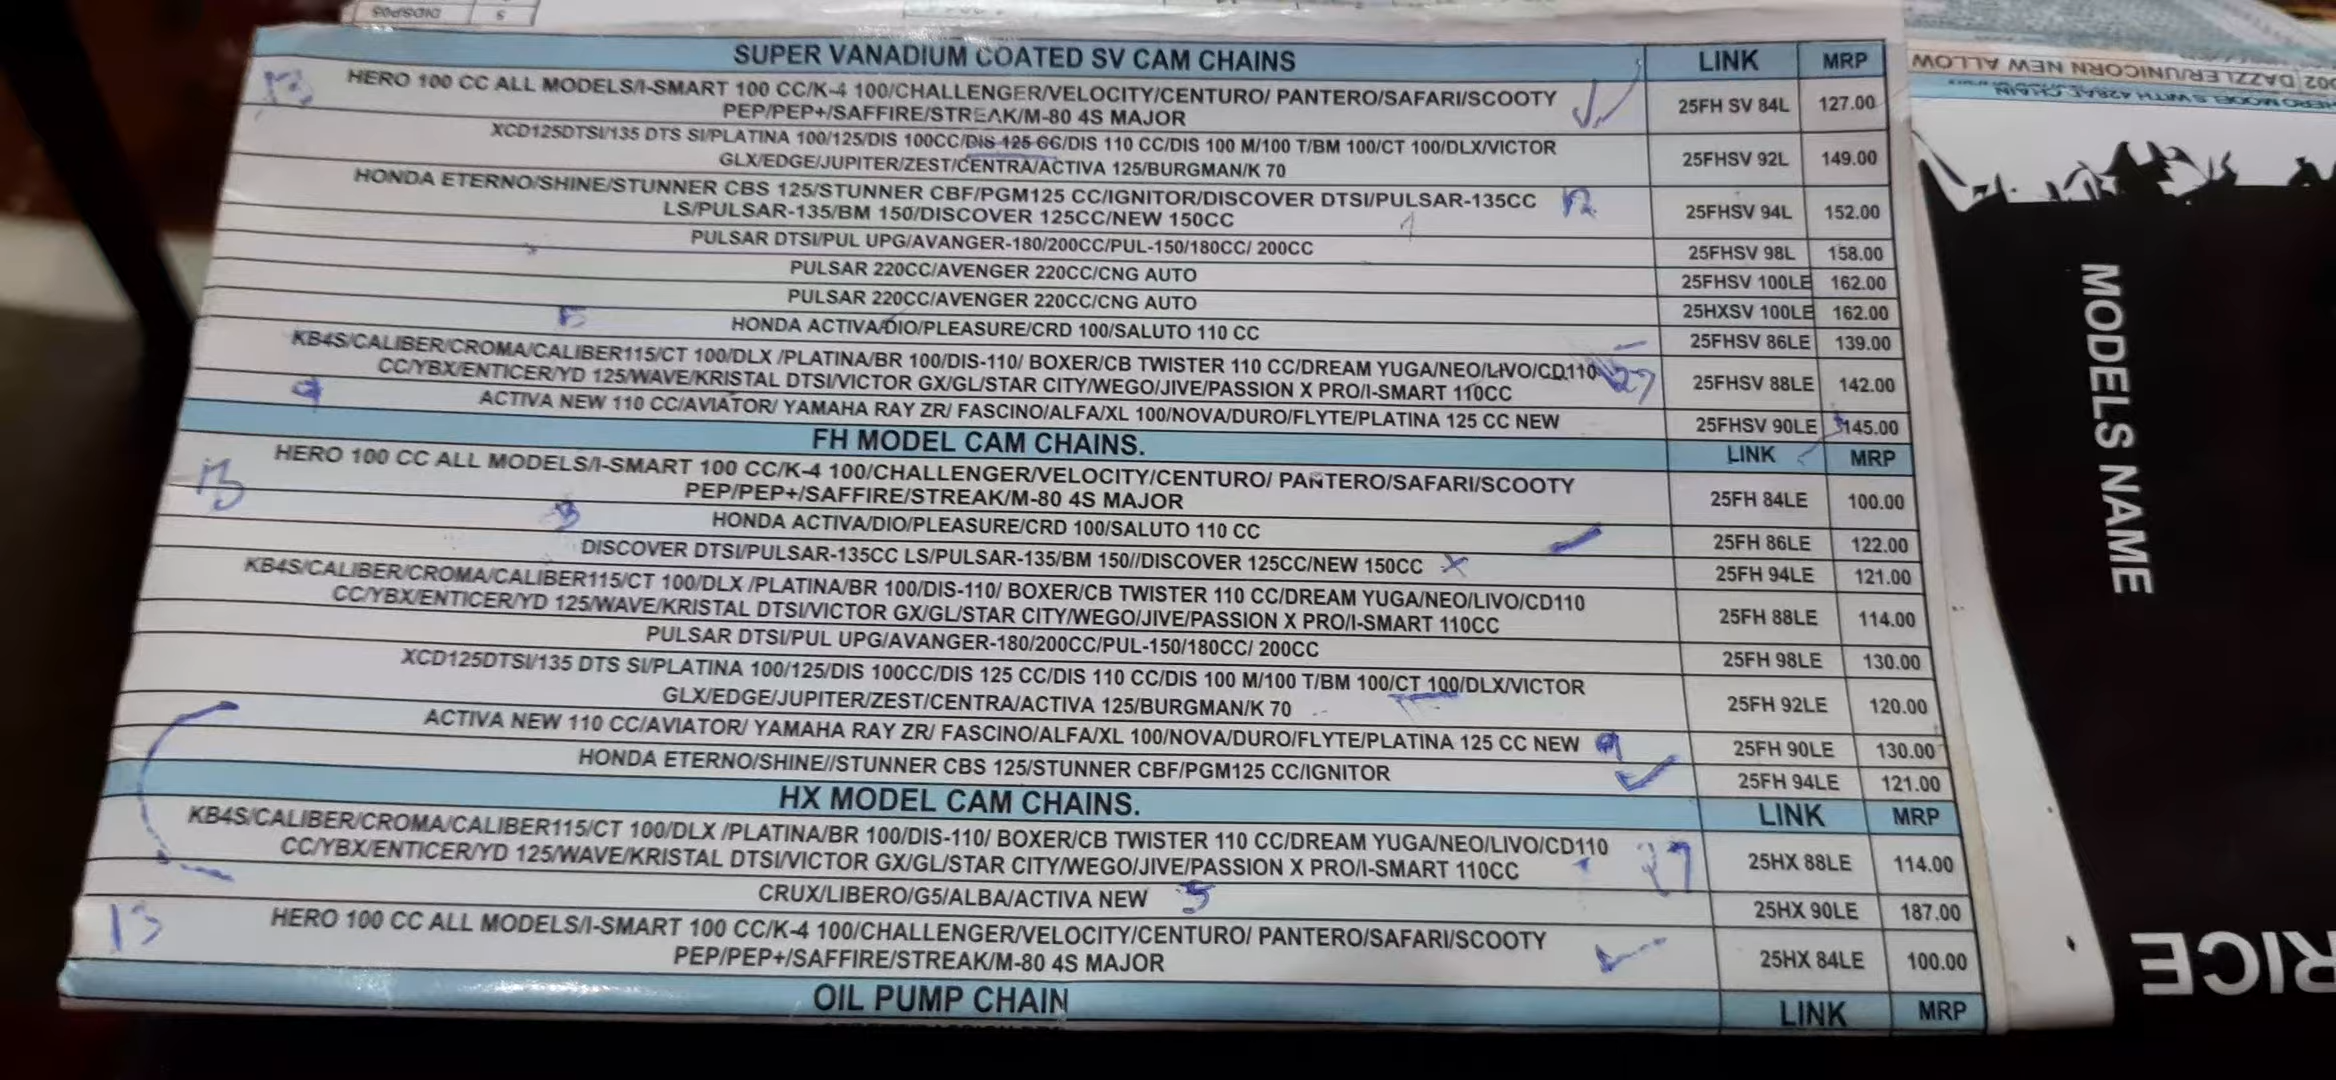 DIDSP05 S
SUPER VANADIUM COATED SV CAM CHAINS LINK MRP
HERO 100 CC ALL MODELS/I-SMART 100 CC/K-4 100/CHALLENGER/VELOCITY/CENTURO/ PANTERO/SAFARI/SCOOTY
PEP/PEP+/SAFFIRE/STREAK/M-80 4S MAJOR 25FH SV 84L 127.00
XCD125DTSI/135 DTS SI/PLATINA 100/125/DIS 100CC/DIS 125 CC/DIS 110 CC/DIS 100 M/100 T/BM 100/CT 100/DLX/VICTOR
GLX/EDGE/JUPITER/ZEST/CENTRA/ACTIVA 125/BURGMAN/K 70 25FHSV 92L 149.00
HONDA ETERNO/SHINE/STUNNER CBS 125/STUNNER CBF/PGM125 CC/IGNITOR/DISCOVER DTSI/PULSAR-135CC 12
LS/PULSAR-135/BM 150/DISCOVER 125CC/NEW 150CC 25FHSV 94L 152.00
PULSAR DTSI/PUL UPG/AVANGER-180/200CC/PUL-150/180CC/ 200CC 25FHSV 98L 158.00
PULSAR 220CC/AVENGER 220CC/CNG AUTO 25FHSV 100LE 162.00
PULSAR 220CC/AVENGER 220CC/CNG AUTO 25HXSV 100LE 162.00
HONDA ACTIVA/DIO/PLEASURE/CRD 100/SALUTO 110 CC 25FHSV 86LE 139.00
KB4S/CALIBER/CROMA/CALIBER115/CT 100/DLX /PLATINA/BR 100/DIS-110/ BOXER/CB TWISTER 110 CC/DREAM YUGA/NEO/LIVO/CD110
CC/YBX/ENTICER/YD 125/WAVE/KRISTAL DTSI/VICTOR GX/GL/STAR CITY/WEGO/JIVE/PASSION X PRO/I-SMART 110CC 25FHSV 88LE 142.00
ACTIVA NEW 110 CC/AVIATOR/ YAMAHA RAY ZR/ FASCINO/ALFA/XL 100/NOVA/DURO/FLYTE/PLATINA 125 CC NEW 25FHSV 90LE 145.00
FH MODEL CAM CHAINS. LINK MRP
13 HERO 100 CC ALL MODELS/I-SMART 100 CC/K-4 100/CHALLENGER/VELOCITY/CENTURO/ PANTERO/SAFARI/SCOOTY
PEP/PEP+/SAFFIRE/STREAK/M-80 4S MAJOR 25FH 84LE 100.00
HONDA ACTIVA/DIO/PLEASURE/CRD 100/SALUTO 110 CC 25FH 86LE 122.00
DISCOVER DTSI/PULSAR-135CC LS/PULSAR-135/BM 150//DISCOVER 125CC/NEW 150CC 25FH 94LE 121.00
KB4S/CALIBER/CROMA/CALIBER115/CT 100/DLX /PLATINA/BR 100/DIS-110/ BOXER/CB TWISTER 110 CC/DREAM YUGA/NEO/LIVO/CD110
CC/YBX/ENTICER/YD 125/WAVE/KRISTAL DTSI/VICTOR GX/GL/STAR CITY/WEGO/JIVE/PASSION X PRO/I-SMART 110CC 25FH 88LE 114.00
PULSAR DTSI/PUL UPG/AVANGER-180/200CC/PUL-150/180CC/ 200CC 25FH 98LE 130.00
XCD125DTSI/135 DTS SI/PLATINA 100/125/DIS 100CC/DIS 125 CC/DIS 110 CC/DIS 100 M/100 T/BM 100/CT 100/DLX/VICTOR
GLX/EDGE/JUPITER/ZEST/CENTRA/ACTIVA 125/BURGMAN/K 70 25FH 92LE 120.00
ACTIVA NEW 110 CC/AVIATOR/ YAMAHA RAY ZR/ FASCINO/ALFA/XL 100/NOVA/DURO/FLYTE/PLATINA 125 CC NEW 9 25FH 90LE 130.00
HONDA ETERNO/SHINE//STUNNER CBS 125/STUNNER CBF/PGM125 CC/IGNITOR 25FH 94LE 121.00
HX MODEL CAM CHAINS. LINK MRP
KB4S/CALIBER/CROMA/CALIBER115/CT 100/DLX /PLATINA/BR 100/DIS-110/ BOXER/CB TWISTER 110 CC/DREAM YUGA/NEO/LIVO/CD110
CC/YBX/ENTICER/YD 125/WAVE/KRISTAL DTSI/VICTOR GX/GL/STAR CITY/WEGO/JIVE/PASSION X PRO/I-SMART 110CC 25HX 88LE 114.00
CRUX/LIBERO/G5/ALBA/ACTIVA NEW 25HX 90LE 187.00
13 HERO 100 CC ALL MODELS/I-SMART 100 CC/K-4 100/CHALLENGER/VELOCITY/CENTURO/ PANTERO/SAFARI/SCOOTY
PEP/PEP+/SAFFIRE/STREAK/M-80 4S MAJOR 25HX 84LE 100.00
OIL PUMP CHAIN LINK MRP
DAZZLER/UNICORN NEW ALLOW
HERO MODELS WITH 428AL CHAIN
MODELS NAME
RICE